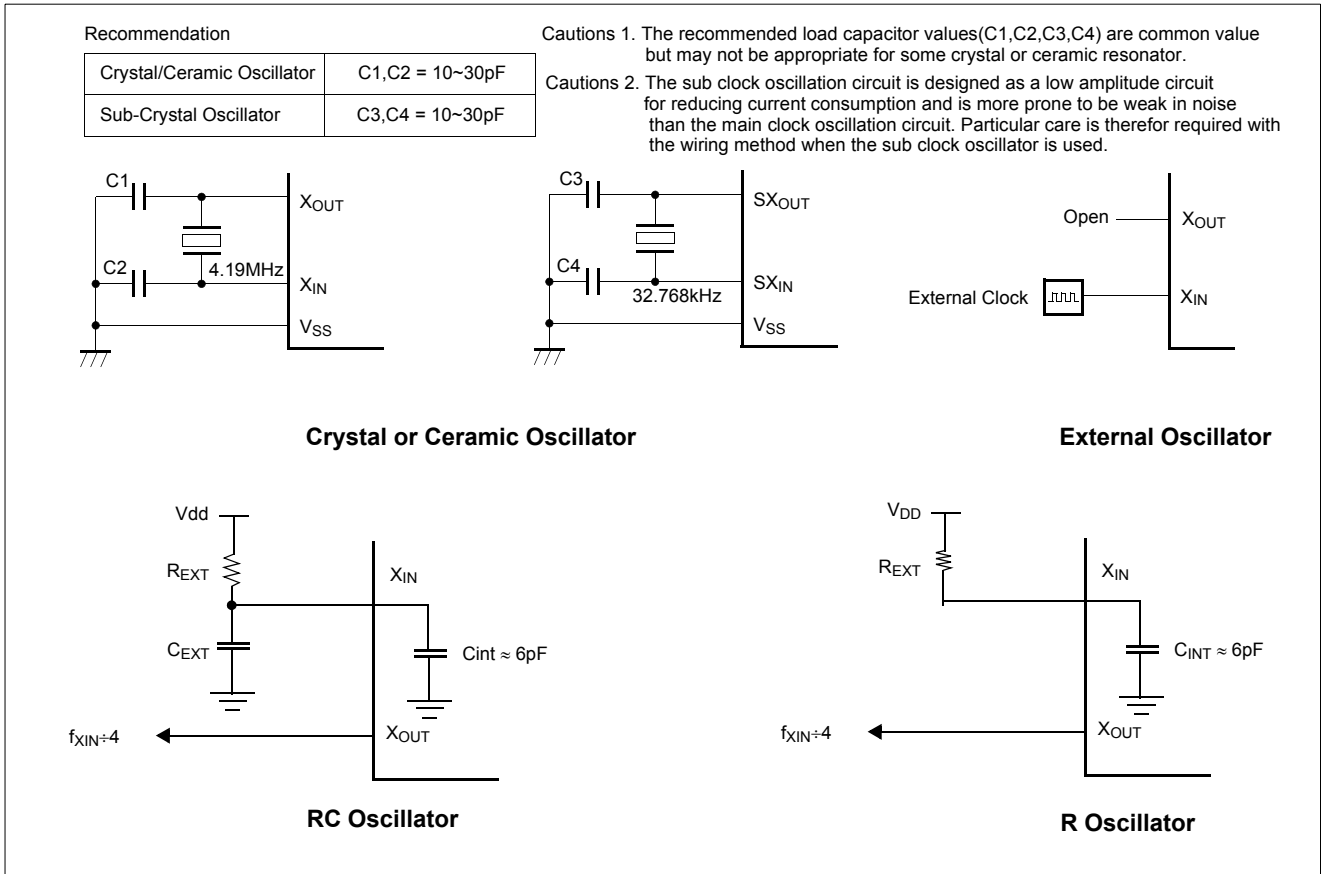 Recommendation
Crystal/Ceramic Oscillator C1,C2 = 10~30pF
Sub-Crystal Oscillator C3,C4 = 10~30pF
Cautions 1. The recommended load capacitor values(C1,C2,C3,C4) are common value
but may not be appropriate for some crystal or ceramic resonator.
Cautions 2. The sub clock oscillation circuit is designed as a low amplitude circuit
for reducing current consumption and is more prone to be weak in noise
than the main clock oscillation circuit. Particular care is therefor required with
the wiring method when the sub clock oscillator is used.
C1
XOUT
C2
4.19MHz
XIN
VSS
C3
SXOUT
C4
32.768kHz
SXIN
VSS
Open
XOUT
External Clock
XIN
Crystal or Ceramic Oscillator
External Oscillator
Vdd
REXT
XIN
CEXT
Cint ≈ 6pF
fXIN÷4
XOUT
RC Oscillator
VDD
REXT
XIN
CINT ≈ 6pF
fXIN÷4
XOUT
R Oscillator